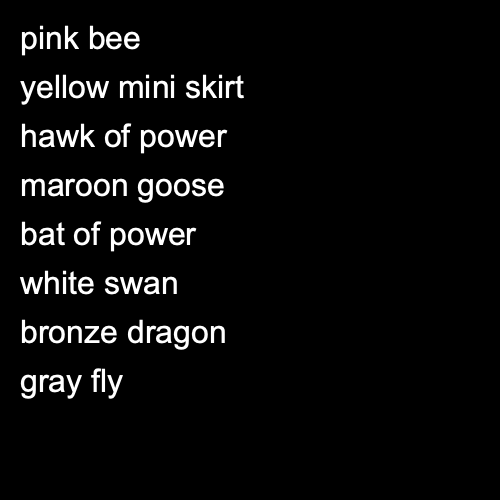 pink bee
yellow mini skirt
hawk of power
maroon goose
bat of power
white swan
bronze dragon
gray fly